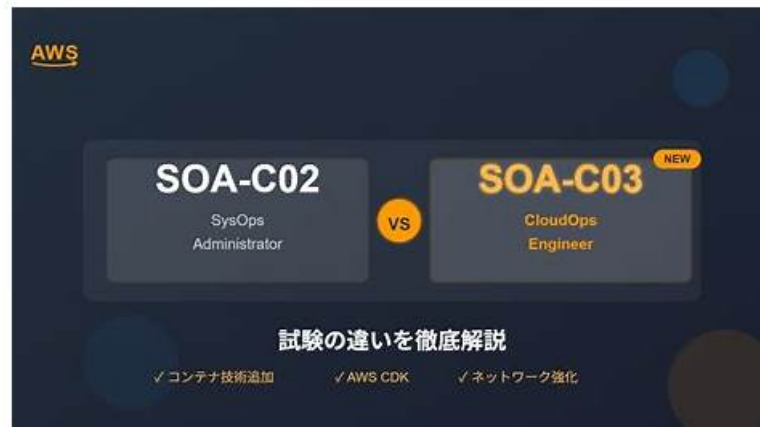 AWS
SOA-C02
SysOps
Administrator
VS
NEW
SOA-C03
CloudOps
Engineer
試験の違いを徹底解説
✓コンテナ技術追加
✓AWS CDK
✓ネットワーク強化